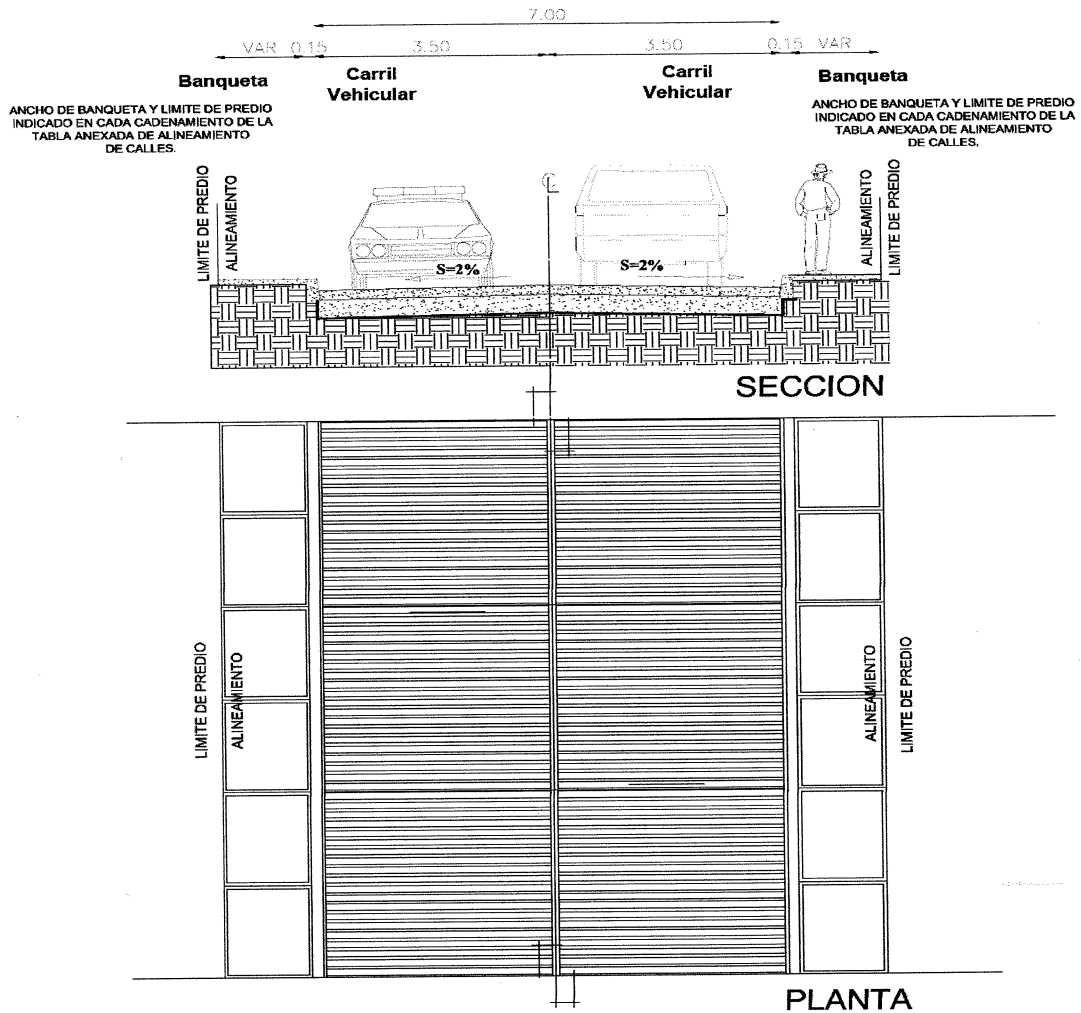 7.00
VAR 0.15 3.50 3.50 0.15 VAR
Banqueta
Carril
Vehicular
Carril
Vehicular
Banqueta
ANCHO DE BANQUETA Y LIMITE DE PREDIO
INDICADO EN CADA CADENAMIENTO DE LA
TABLA ANEXADA DE ALINEAMIENTO
DE CALLES.
ANCHO DE BANQUETA Y LIMITE DE PREDIO
INDICADO EN CADA CADENAMIENTO DE LA
TABLA ANEXADA DE ALINEAMIENTO
DE CALLES.
LIMITE DE PREDIO
ALINEAMIENTO
ALINEAMIENTO
LIMITE DE PREDIO
S=2%
S=2%
SECCION
LIMITE DE PREDIO
ALINEAMIENTO
ALINEAMIENTO
LIMITE DE PREDIO
PLANTA